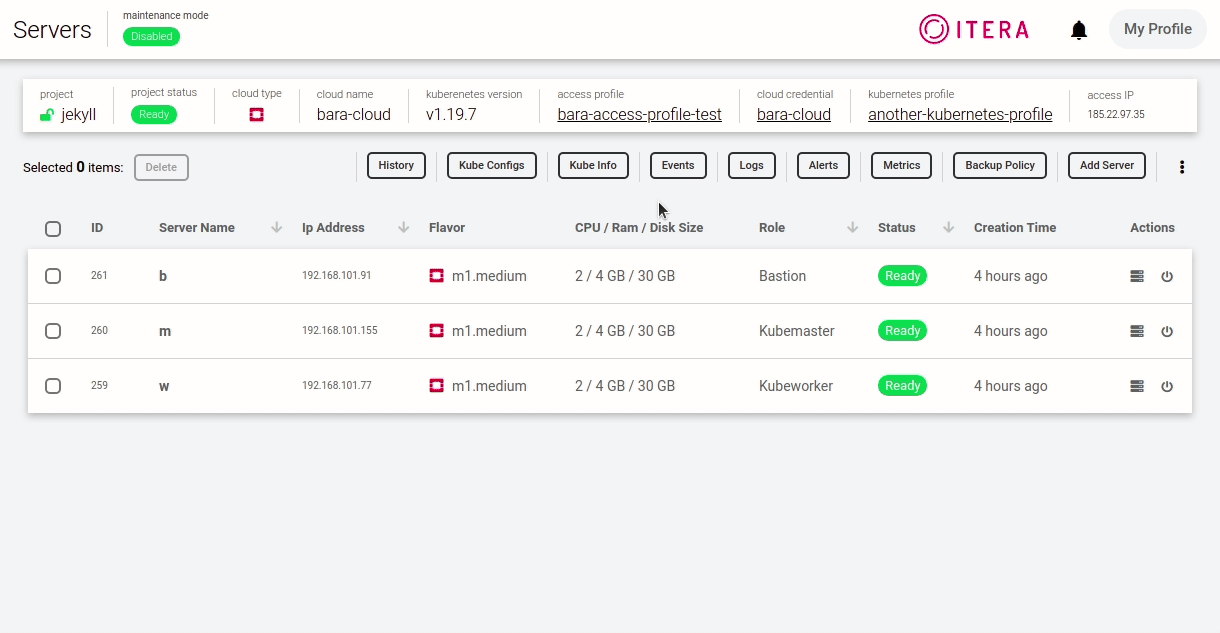 Servers
maintenance mode
Disabled
ITERA
My Profile
project
jekyll
project status
Ready
cloud type
cloud name
bara-cloud
kuberenetes version
v1.19.7
access profile
bara-access-profile-test
cloud credential
bara-cloud
kubernetes profile
another-kubernetes-profile
access IP
185.22.97.35
Selected 0 items:
Delete
History
Kube Configs
Kube Info
Events
Logs
Alerts
Metrics
Backup Policy
Add Server
ID Server Name Ip Address Flavor CPU / Ram / Disk Size Role Status Creation Time Actions
261 b 192.168.101.91 m1.medium 2 / 4 GB / 30 GB Bastion Ready 4 hours ago
260 m 192.168.101.155 m1.medium 2 / 4 GB / 30 GB Kubemaster Ready 4 hours ago
259 w 192.168.101.77 m1.medium 2 / 4 GB / 30 GB Kubeworker Ready 4 hours ago